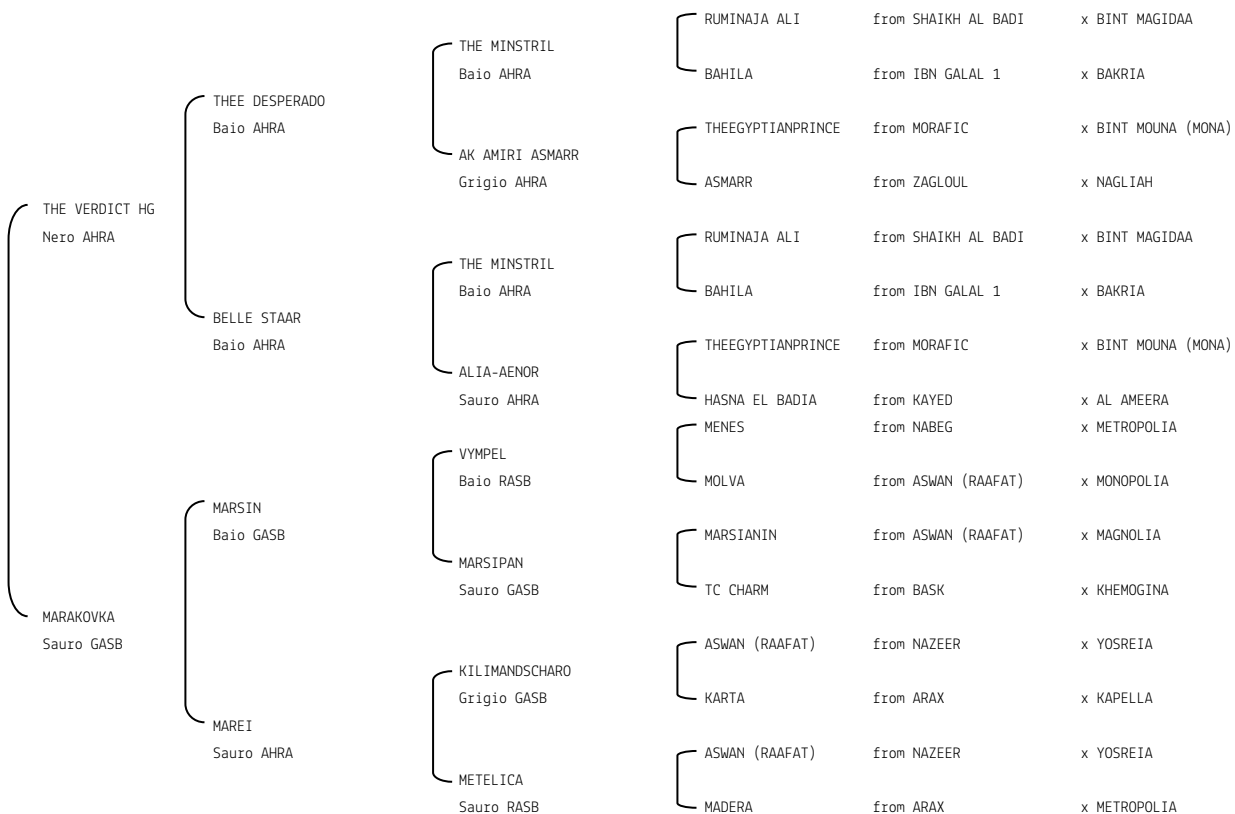 RUMINAJA ALI from SHAIKH AL BADI x BINT MAGIDAA
THE MINSTRIL
Baio AHRA
BAHILA from IBN GALAL 1 x BAKRIA
THEE DESPERADO
Baio AHRA
THEEGYPTIANPRINCE from MORAFIC x BINT MOUNA (MONA)
AK AMIRI ASMARR
Grigio AHRA
ASMARR from ZAGLOUL x NAGLIAH
THE VERDICT HG
Nero AHRA
RUMINAJA ALI from SHAIKH AL BADI x BINT MAGIDAA
THE MINSTRIL
Baio AHRA
BAHILA from IBN GALAL 1 x BAKRIA
BELLE STAAR
Baio AHRA
THEEGYPTIANPRINCE from MORAFIC x BINT MOUNA (MONA)
ALIA-AENOR
Sauro AHRA
HASNA EL BADIA from KAYED x AL AMEERA
MENES from NABEG x METROPOLIA
VYMPEL
Baio RASB
MOLVA from ASWAN (RAAFAT) x MONOPOLIA
MARSIN
Baio GASB
MARSIANIN from ASWAN (RAAFAT) x MAGNOLIA
MARSIPAN
Sauro GASB
TC CHARM from BASK x KHEMOGINA
MARAKOVKA
Sauro GASB
ASWAN (RAAFAT) from NAZEER x YOSREIA
KILIMANDSCHARO
Grigio GASB
KARTA from ARAX x KAPELLA
MAREI
Sauro AHRA
ASWAN (RAAFAT) from NAZEER x YOSREIA
METELICA
Sauro RASB
MADERA from ARAX x METROPOLIA